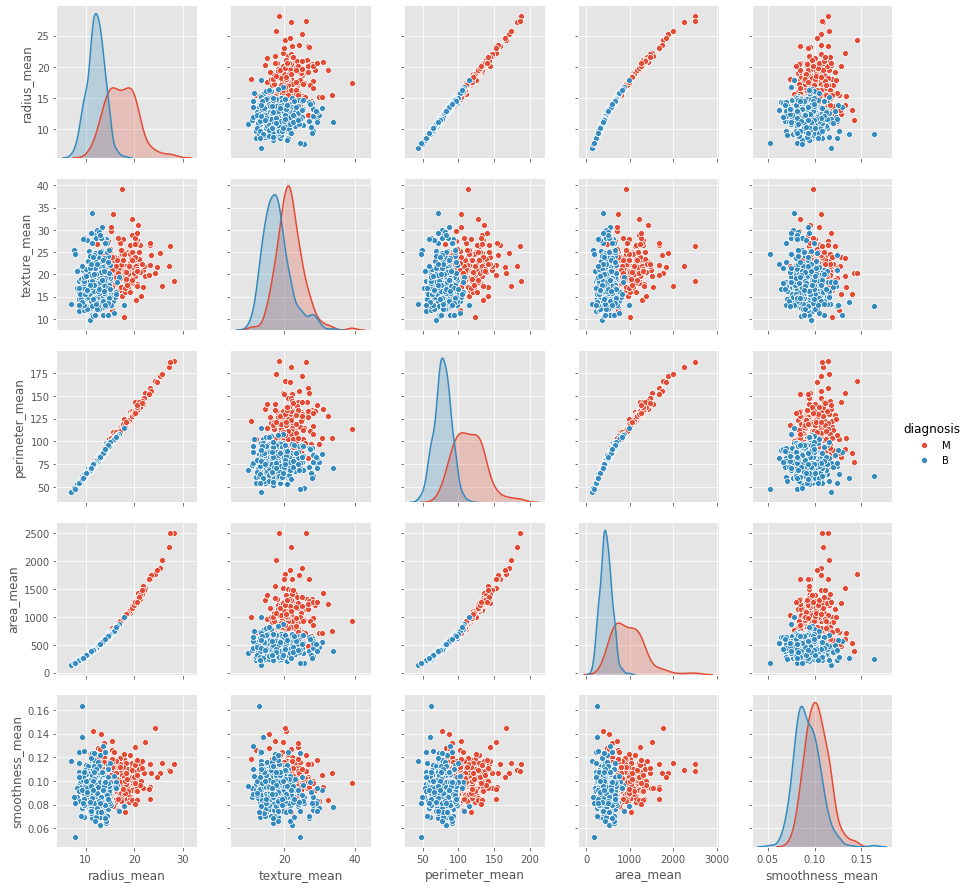 radius_mean
25
20
15
10
texture_mean
40
35
30
25
20
15
10
perimeter_mean
175
150
125
100
75
50
diagnosis
M
B
area_mean
2500
2000
1500
1000
500
0
smoothness_mean
0.16
0.14
0.12
0.10
0.08
0.06
10 20 30
20 40
50 100 150 200
0 1000 2000 3000
0.05 0.10 0.15
radius_mean
texture_mean
perimeter_mean
area_mean
smoothness_mean